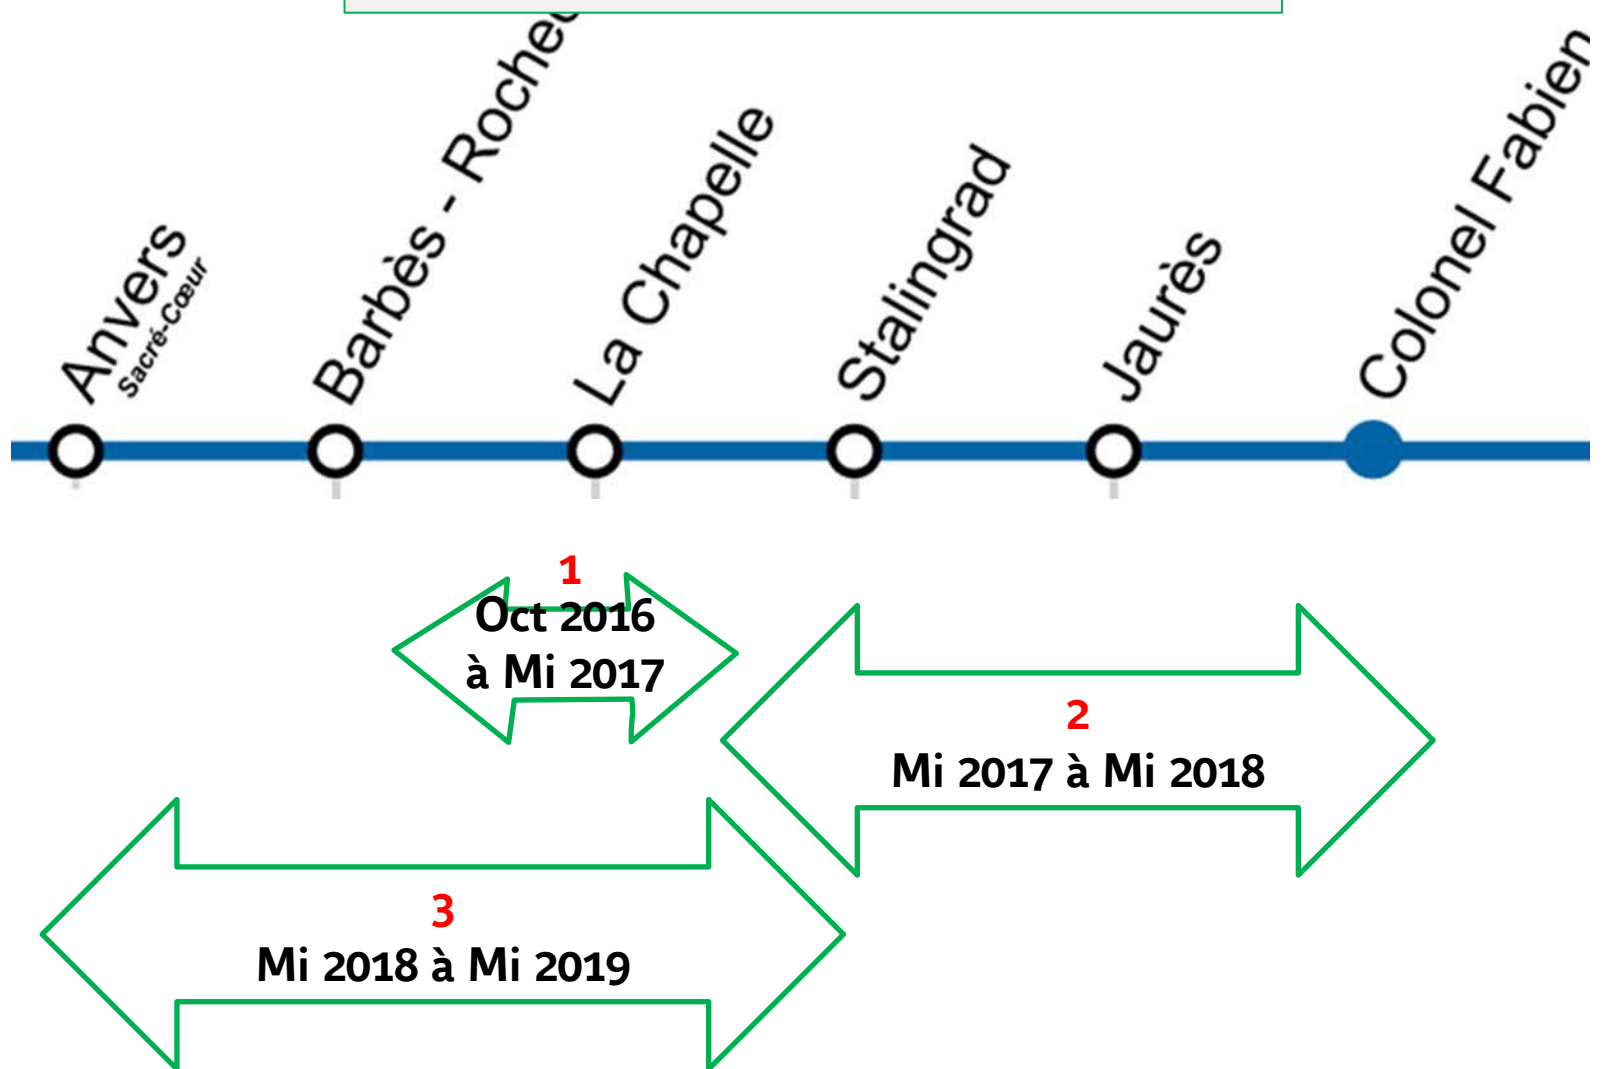 Anvers
Sacré-Cœur
Barbès - Rochec
La Chapelle
Stalingrad
Jaurès
Colonel Fabien
1
Oct 2016
à Mi 2017
2
Mi 2017 à Mi 2018
3
Mi 2018 à Mi 2019